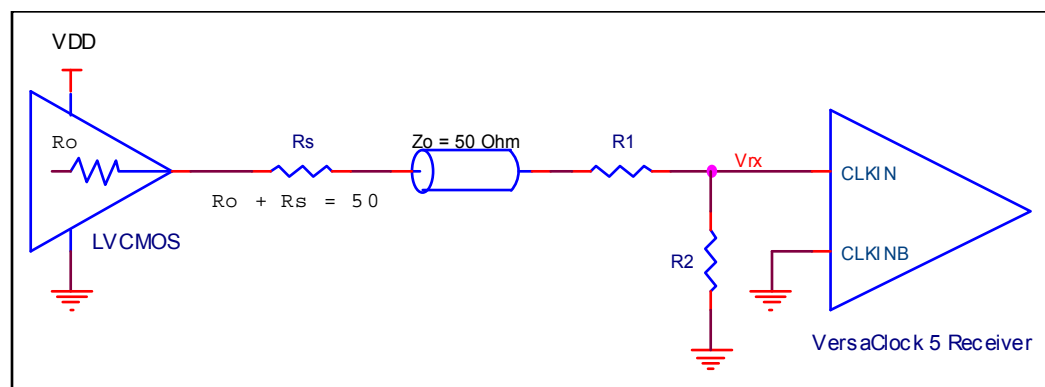 VDD
Ro
Rs
Zo = 50 Ohm
R1
Vrx
CLKIN
Ro + Rs = 50
LVCMOS
R2
CLKINB
VersaClock 5 Receiver